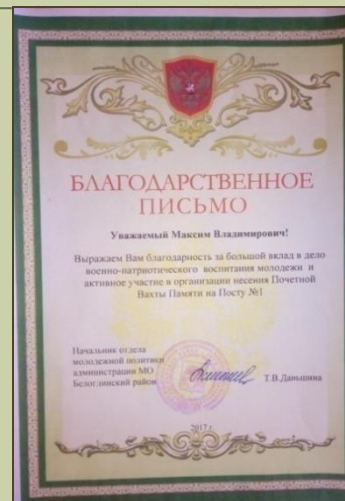 БЛАГОДАРСТВЕННОЕ
ПИСЬМО
Уважаемый Максим Владимирович!
Выражаем Вам благодарность за большой вклад в дело
военно-патриотического воспитания молодежи и
активное участие в организации несения Почетной
Вахты Памяти на Посту №1
Начальник отдела
молодежной политики
администрации МО
Белоглинский район
Т.В.Даньшина
2017 г.